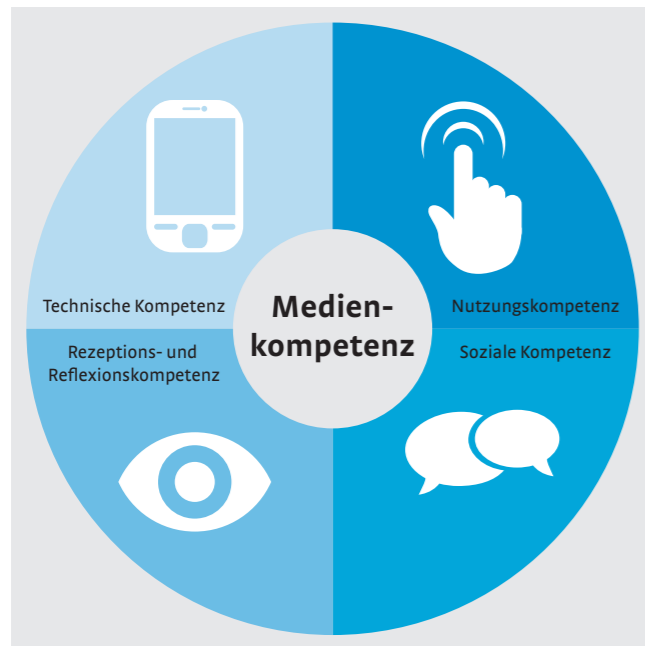 Technische Kompetenz
Rezeptions- und
Reflexionskompetenz
Medien-
kompetenz
Nutzungskompetenz
Soziale Kompetenz